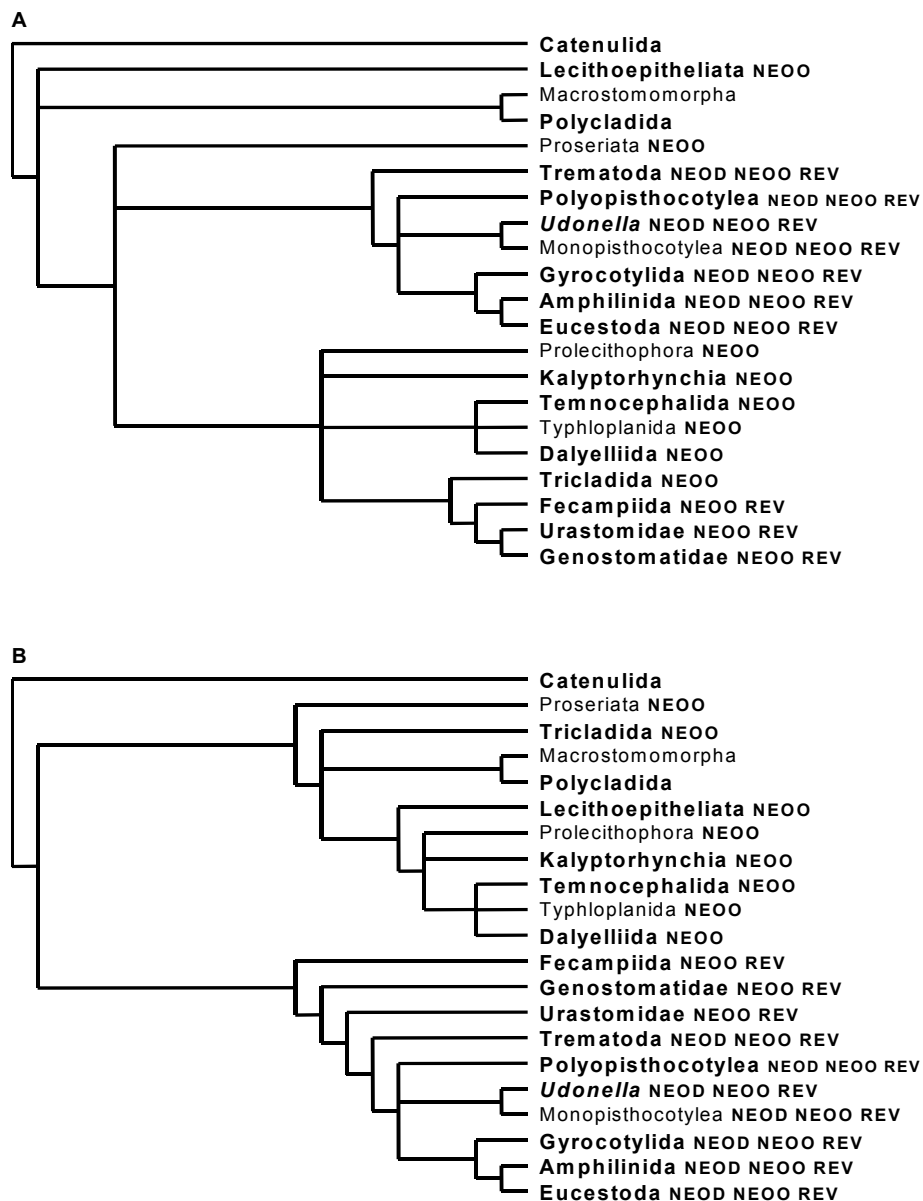 A
Catenulida
Lecithoepitheliata NEOO
Macrostomomorpha
Polycladida
Proseriata NEOO
Trematoda NEOD NEOO REV
Polyopisthocotylea NEOD NEOO REV
Udonella NEOD NEOO REV
Monopisthocotylea NEOD NEOO REV
Gyrocotylida NEOD NEOO REV
Amphilinida NEOD NEOO REV
Eucestoda NEOD NEOO REV
Prolecithophora NEOO
Kalyptorhynchia NEOO
Temnocephalida NEOO
Typhloplanida NEOO
Dalyelliida NEOO
Tricladida NEOO
Fecampiida NEOO REV
Urastomidae NEOO REV
Genostomatidae NEOO REV
B
Catenulida
Proseriata NEOO
Tricladida NEOO
Macrostomomorpha
Polycladida
Lecithoepitheliata NEOO
Prolecithophora NEOO
Kalyptorhynchia NEOO
Temnocephalida NEOO
Typhloplanida NEOO
Dalyelliida NEOO
Fecampiida NEOO REV
Genostomatidae NEOO REV
Urastomidae NEOO REV
Trematoda NEOD NEOO REV
Polyopisthocotylea NEOD NEOO REV
Udonella NEOD NEOO REV
Monopisthocotylea NEOD NEOO REV
Gyrocotylida NEOD NEOO REV
Amphilinida NEOD NEOO REV
Eucestoda NEOD NEOO REV